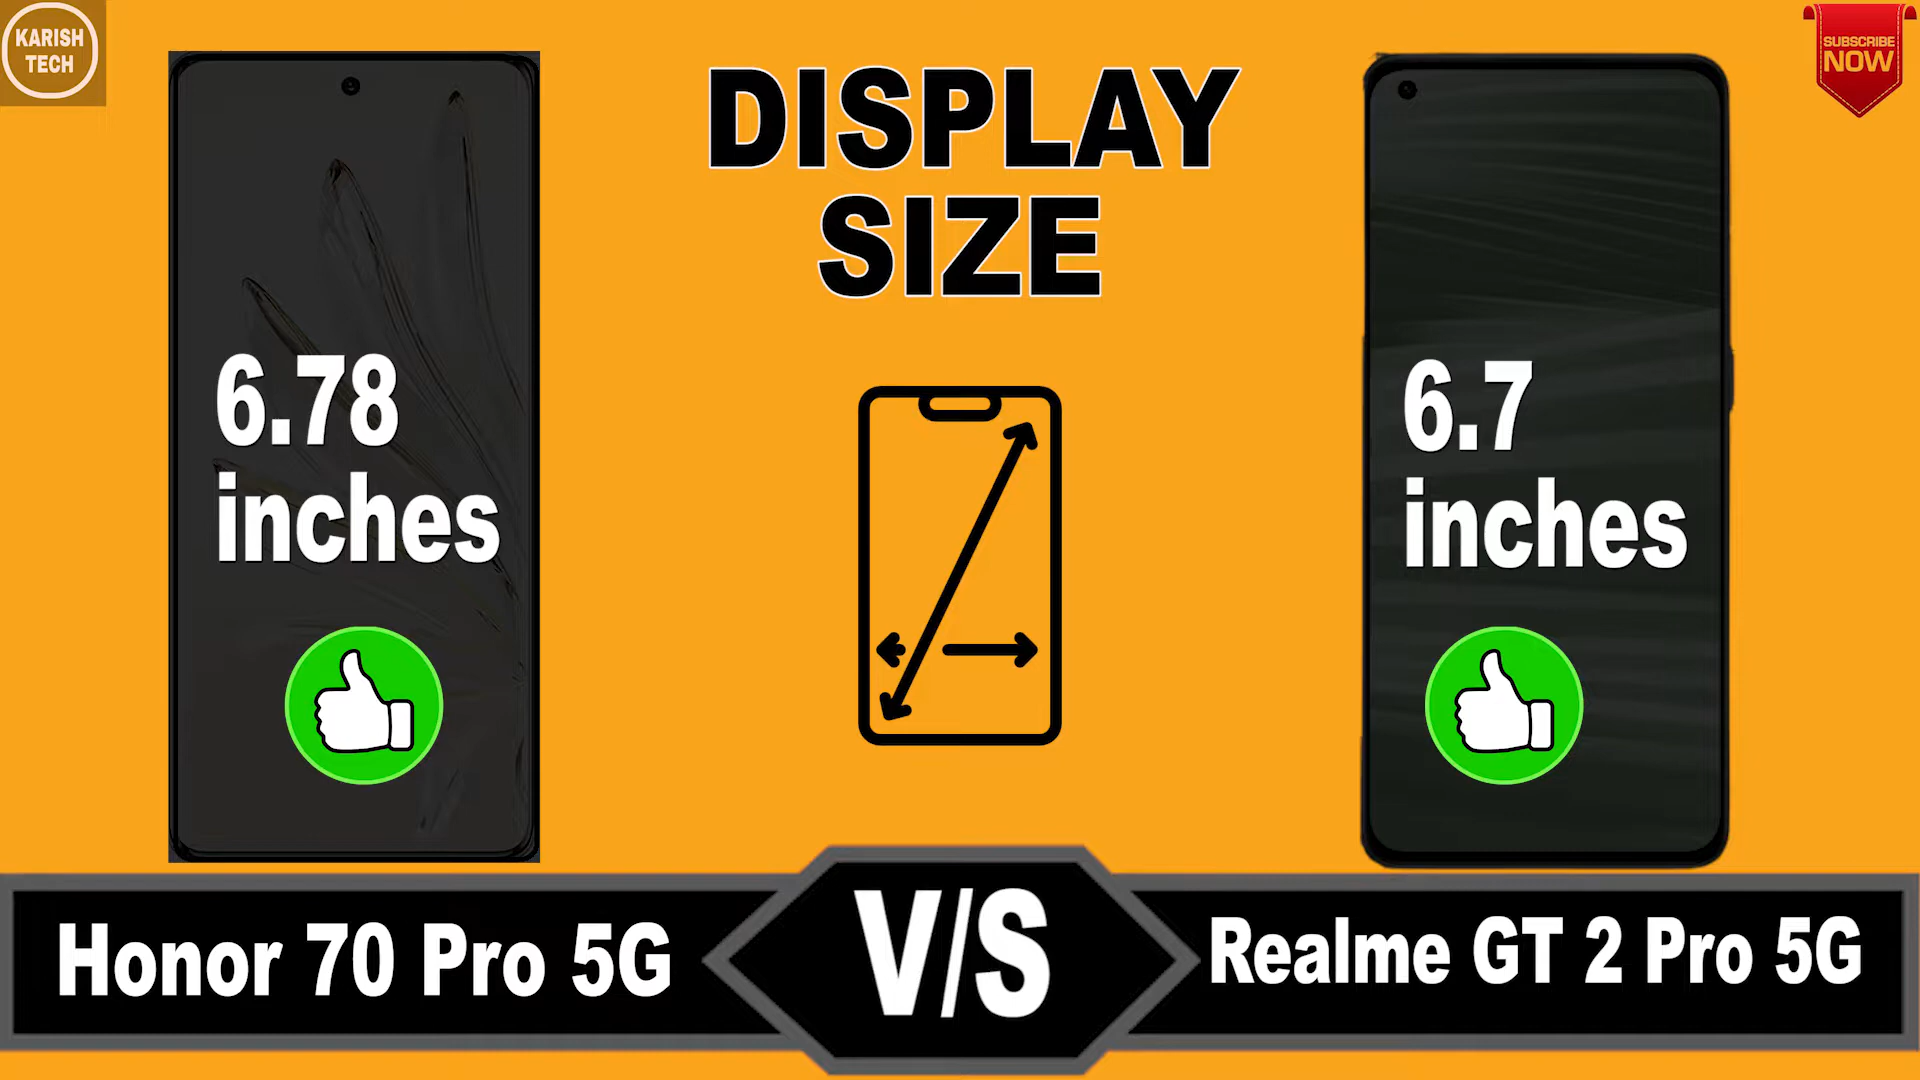 KARISH
TECH
SUBSCRIBE
NOW
DISPLAY
SIZE
6.78
inches
6.7
inches
Honor 70 Pro 5G
V/S
Realme GT 2 Pro 5G